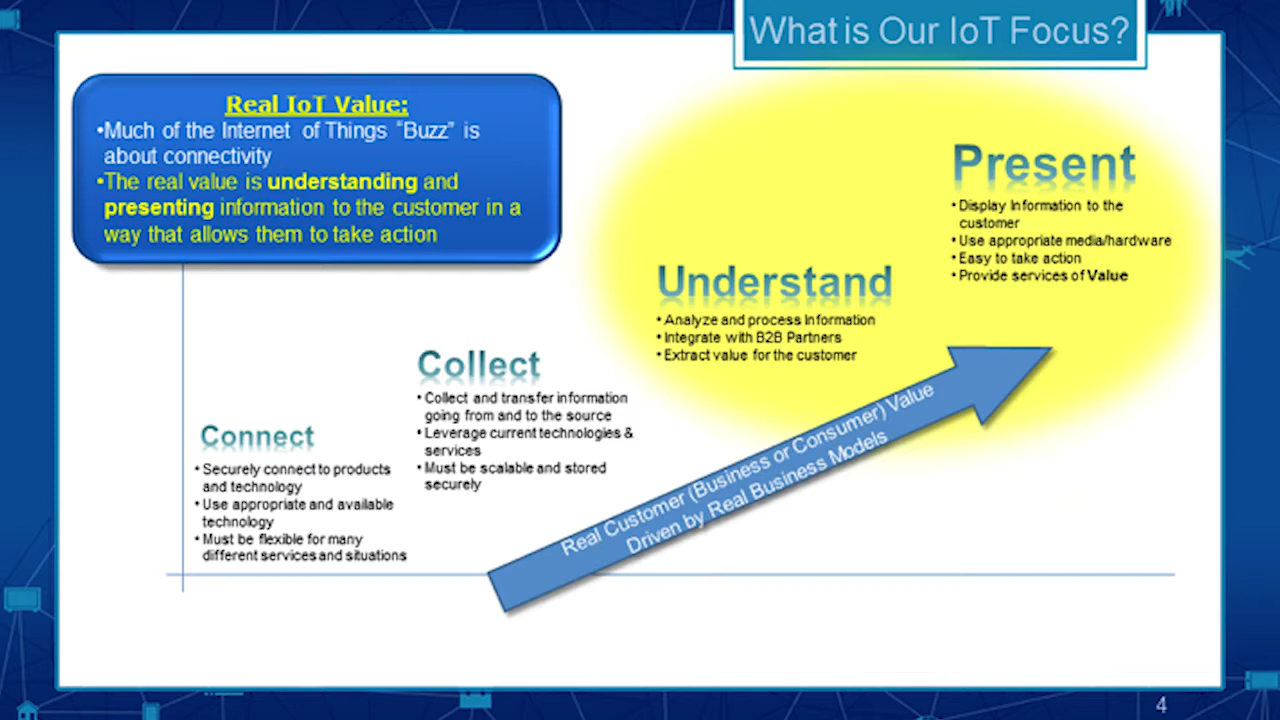 What is Our IoT Focus?
Real IoT Value:
•Much of the Internet of Things “Buzz” is
about connectivity
•The real value is understanding and
presenting information to the customer in a
way that allows them to take action
Present
• Display Information to the
customer
• Use appropriate media/hardware
• Easy to take action
• Provide services of Value
Understand
• Analyze and process Information
• Integrate with B2B Partners
• Extract value for the customer
Collect
• Collect and transfer information
going from and to the source
• Leverage current technologies &
services
• Must be scalable and stored
securely
Connect
• Securely connect to products
and technology
• Use appropriate and available
technology
• Must be flexible for many
different services and situations
Real Customer (Business or Consumer) Value
Driven by Real Business Models
4